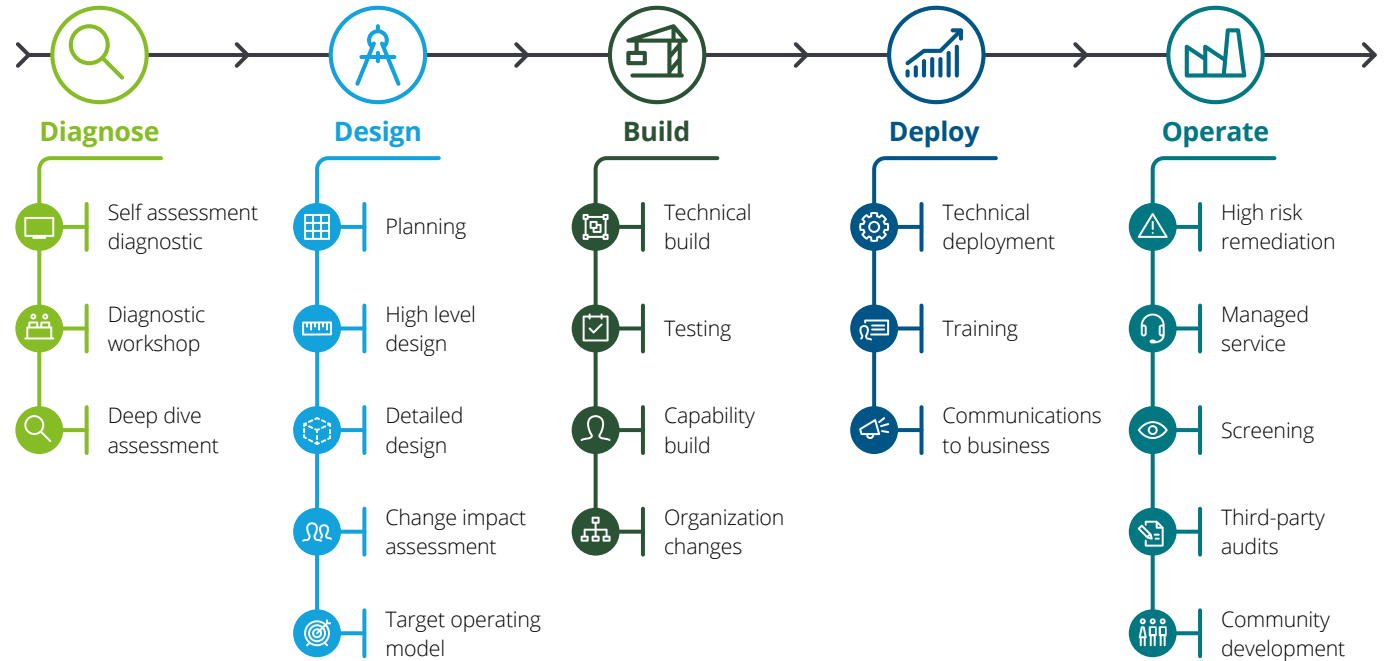 Diagnose
Self assessment
diagnostic
Diagnostic
workshop
Deep dive
assessment
Design
Planning
High level
design
Detailed
design
Change impact
assessment
Target operating
model
Build
Technical
build
Testing
Capability
build
Organization
changes
Deploy
Technical
deployment
Training
Communications
to business
Operate
High risk
remediation
Managed
service
Screening
Third-party
audits
Community
development